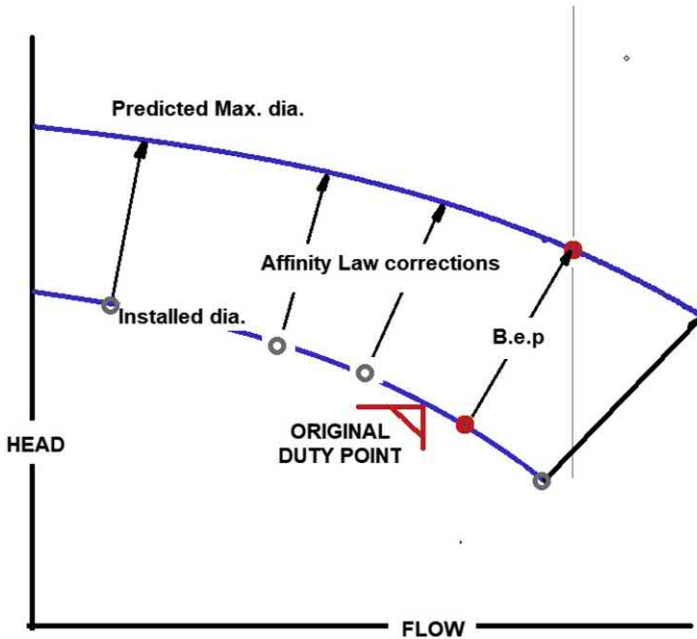 Predicted Max. dia.
Affinity Law corrections
Installed dia.
B.e.p
ORIGINAL
DUTY POINT
HEAD
FLOW